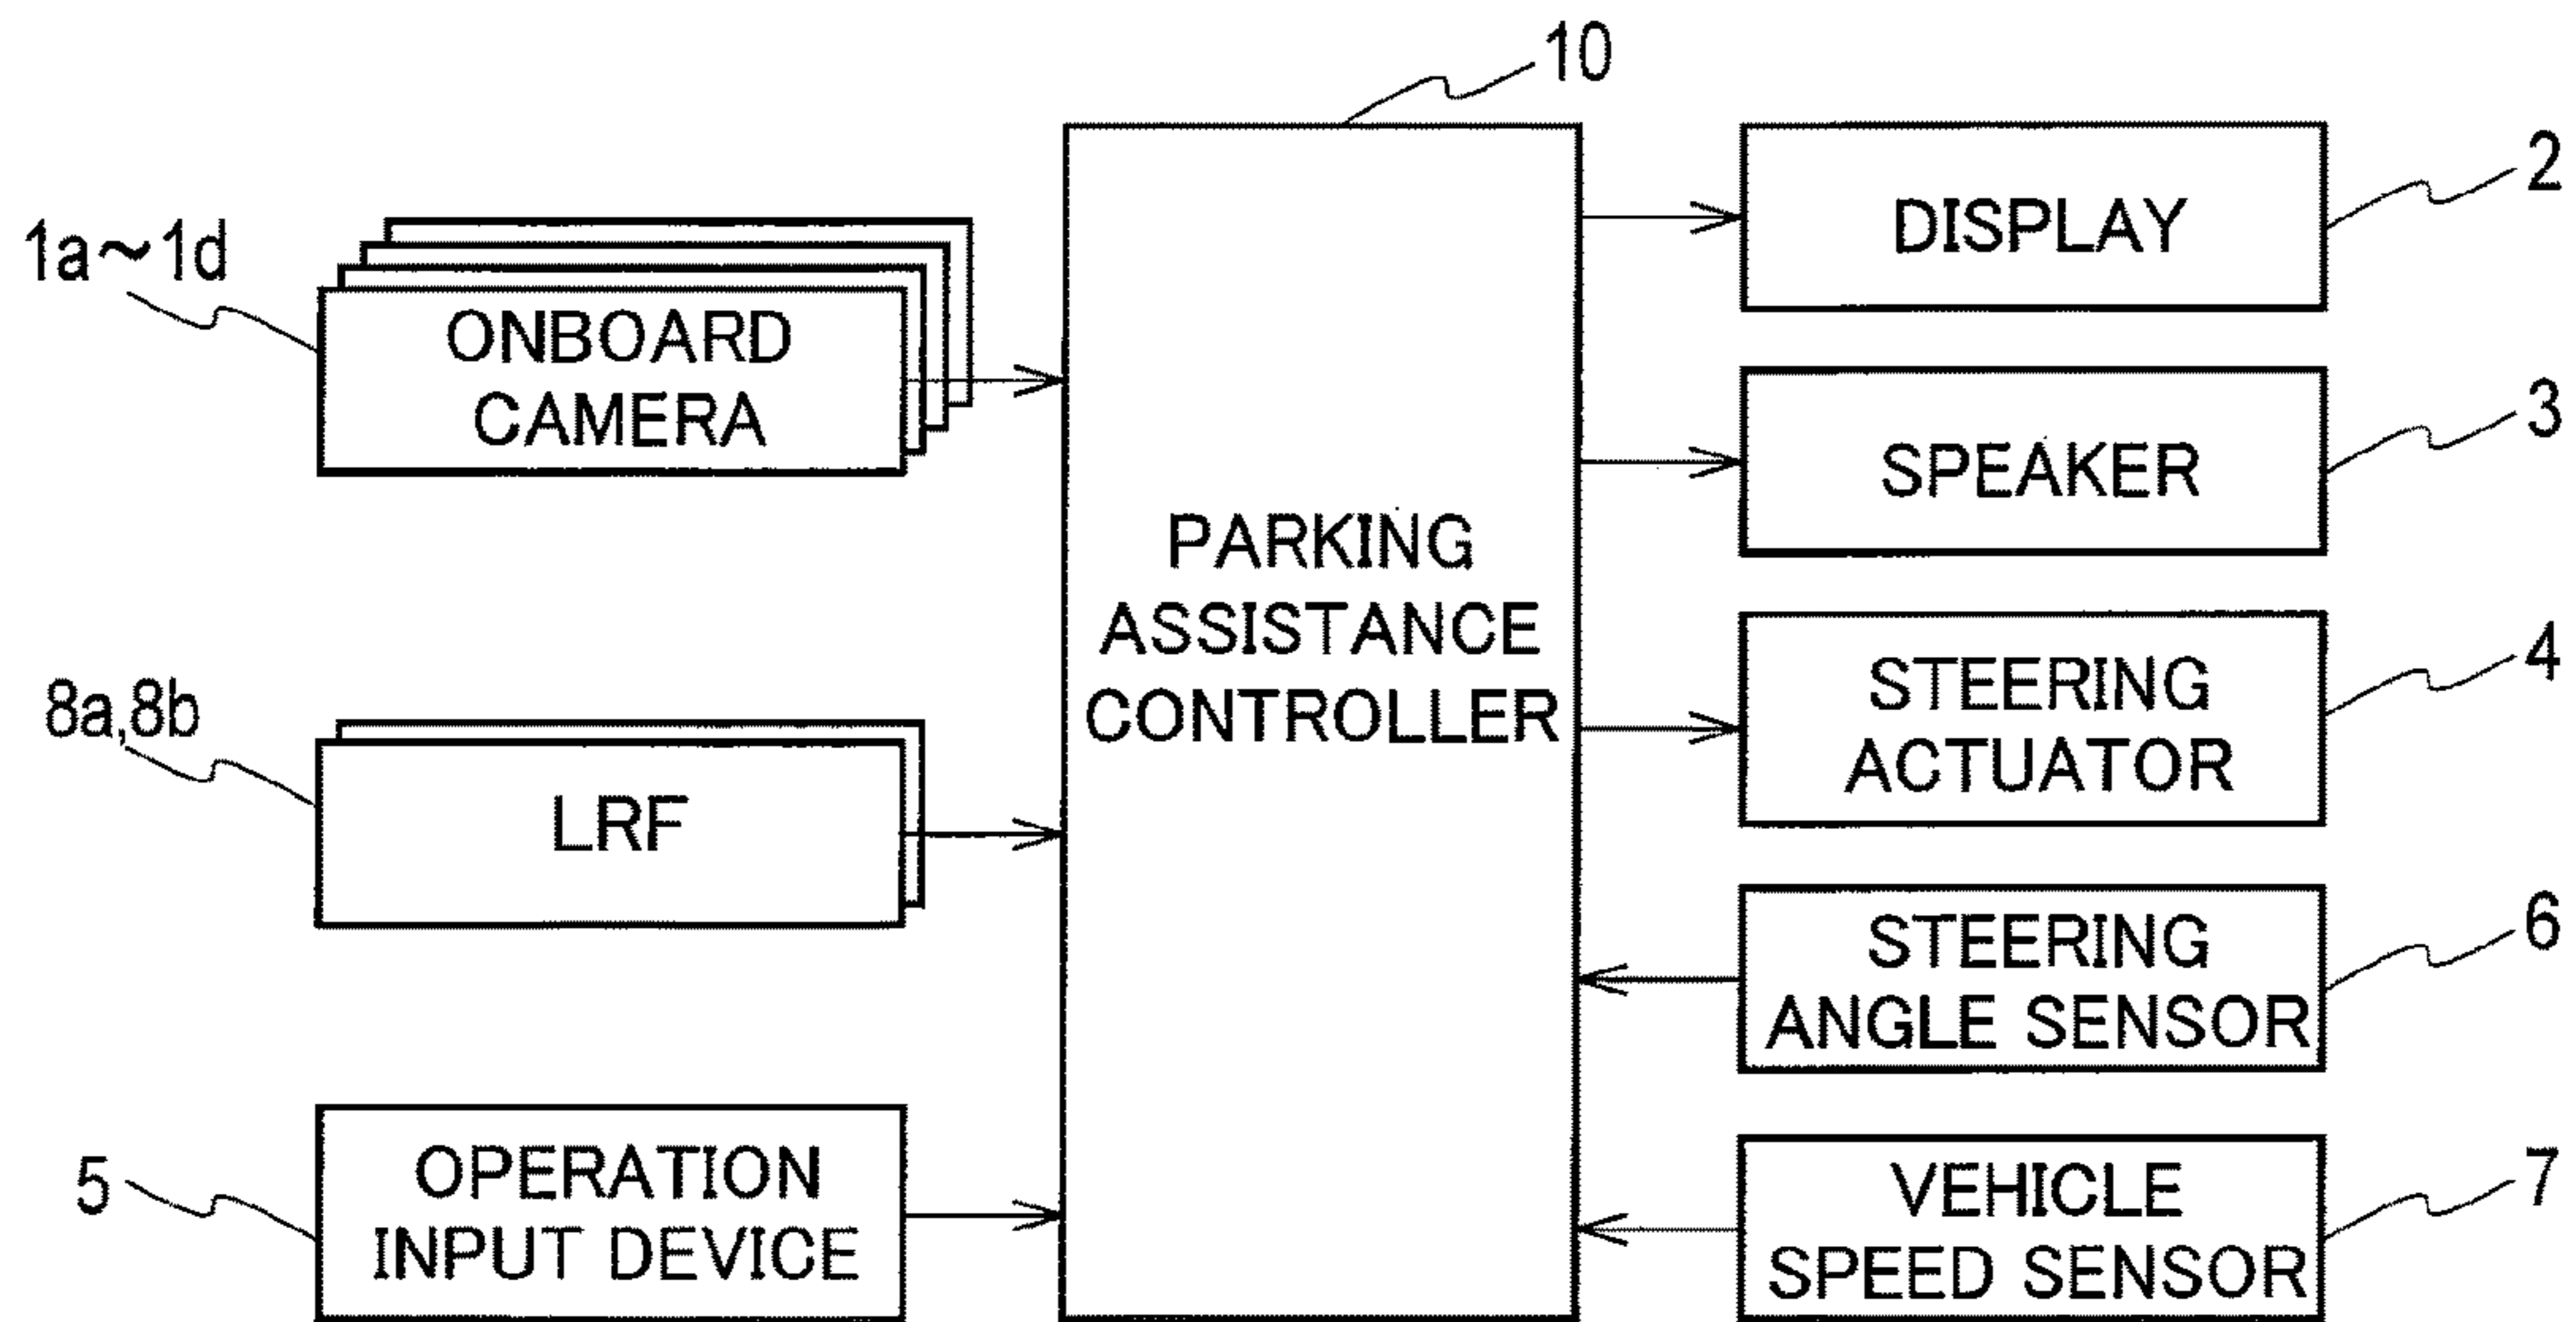 10
1a~1d
ONBOARD
CAMERA
8a,8b
LRF
5
OPERATION
INPUT DEVICE
PARKING
ASSISTANCE
CONTROLLER
DISPLAY
2
SPEAKER
3
STEERING
ACTUATOR
4
STEERING
ANGLE SENSOR
6
VEHICLE
SPEED SENSOR
7